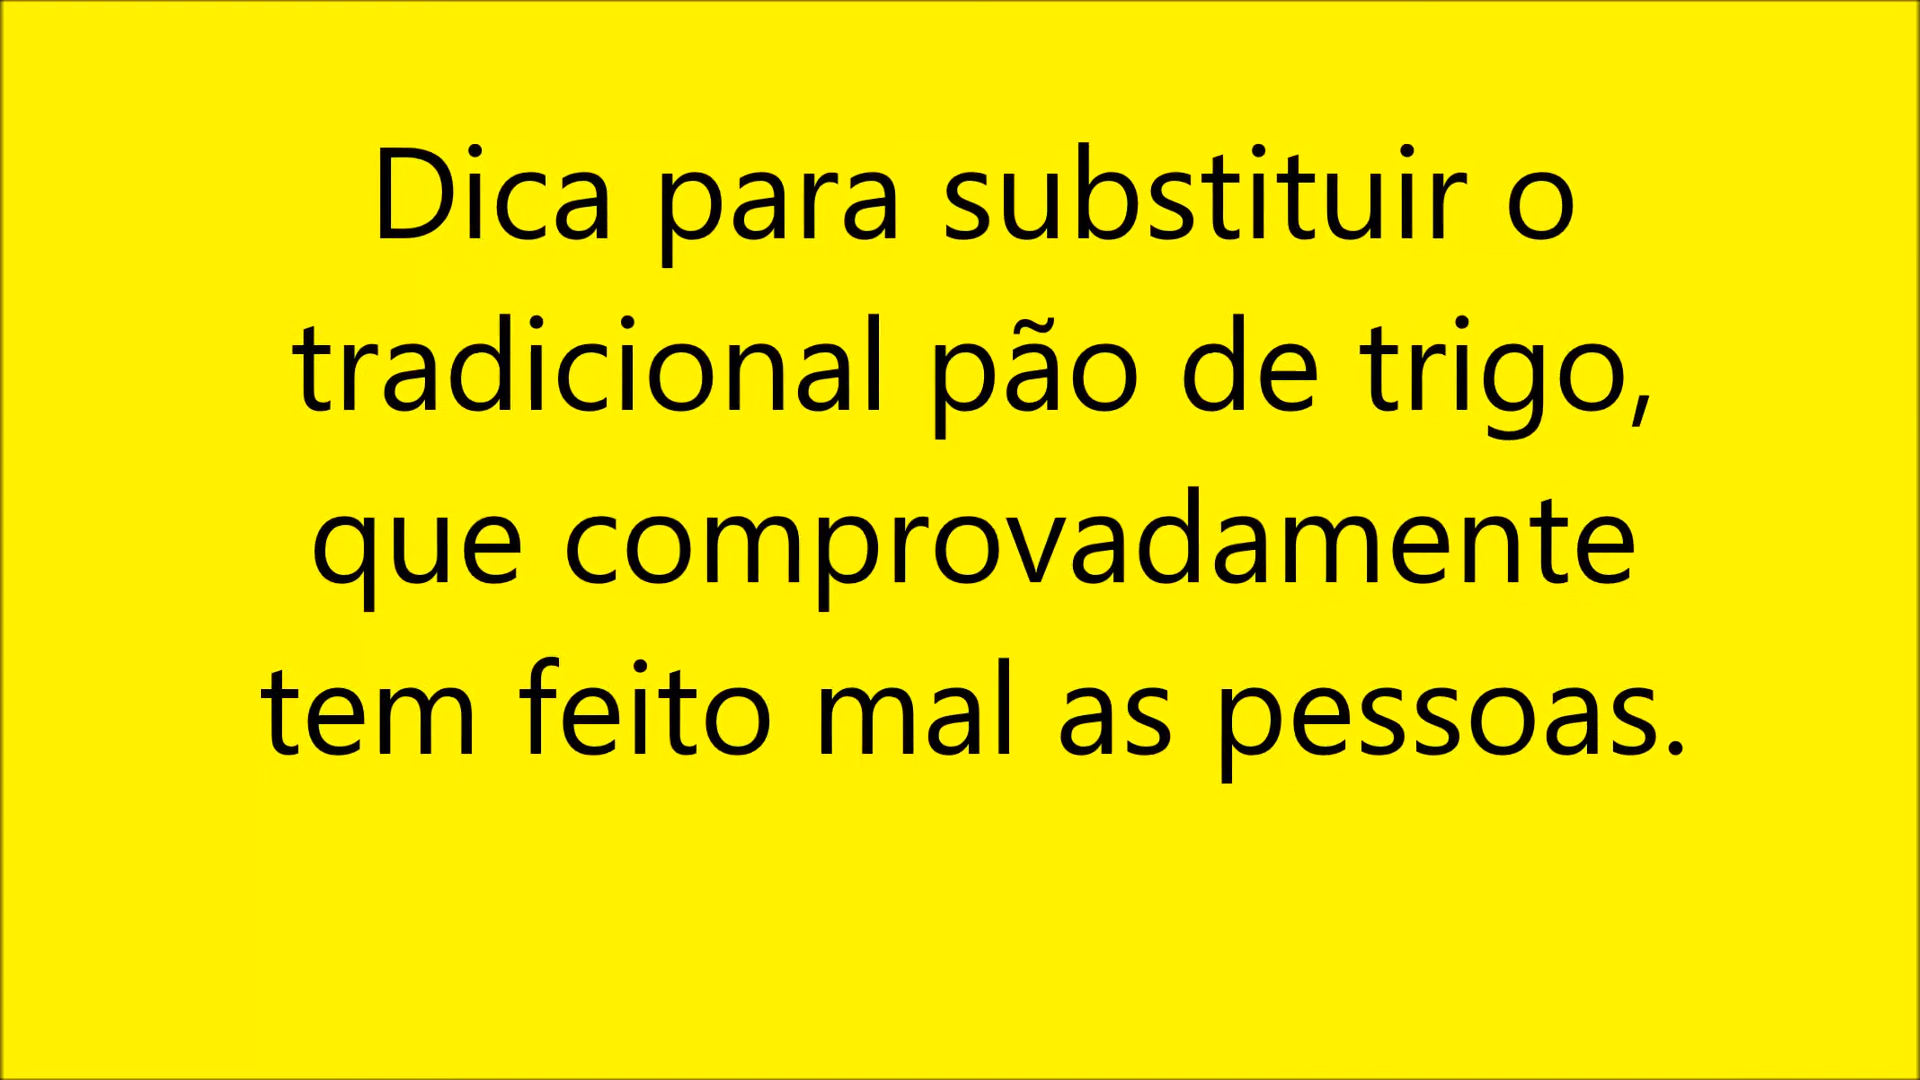 Dica para substituir o
tradicional pão de trigo,
que comprovadamente
tem feito mal as pessoas.